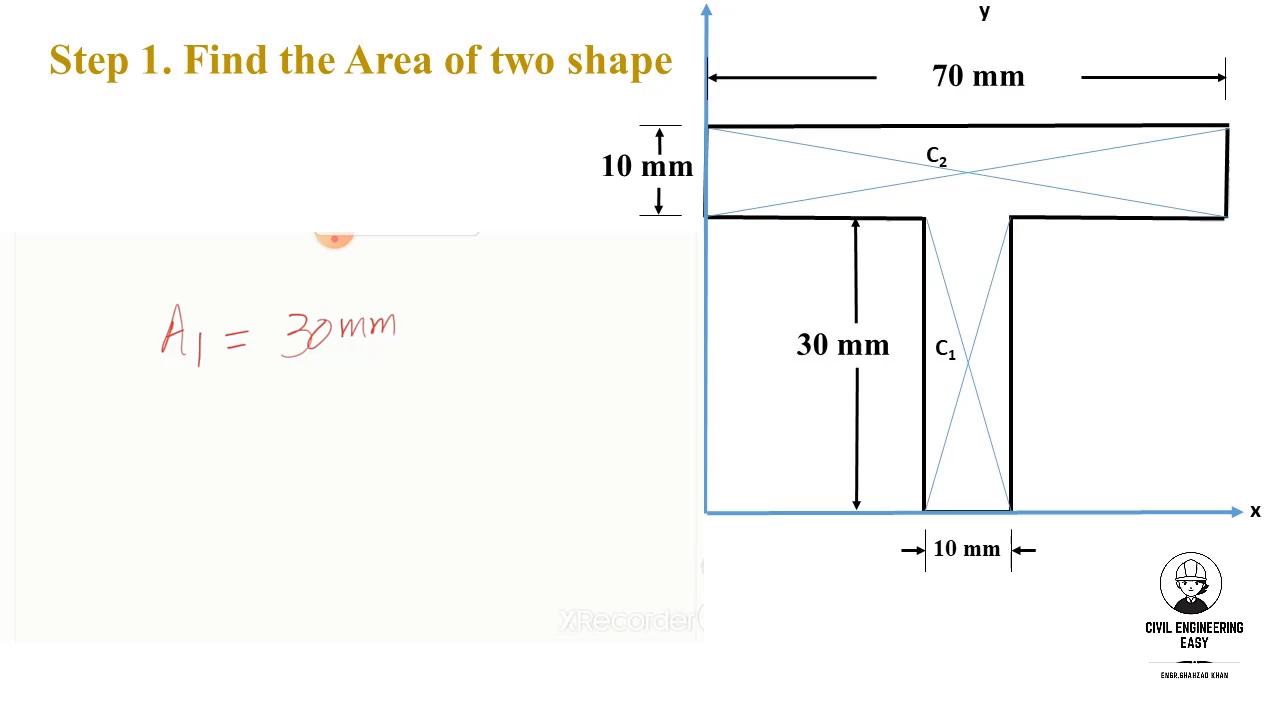 Step 1. Find the Area of two shape
y
70 mm
10 mm
C₂
A₁ = 30mm
30 mm
C₁
x
10 mm
XRecorder
CIVIL ENGINEERING
EASY
ENGR.SHAHZAD KHAN